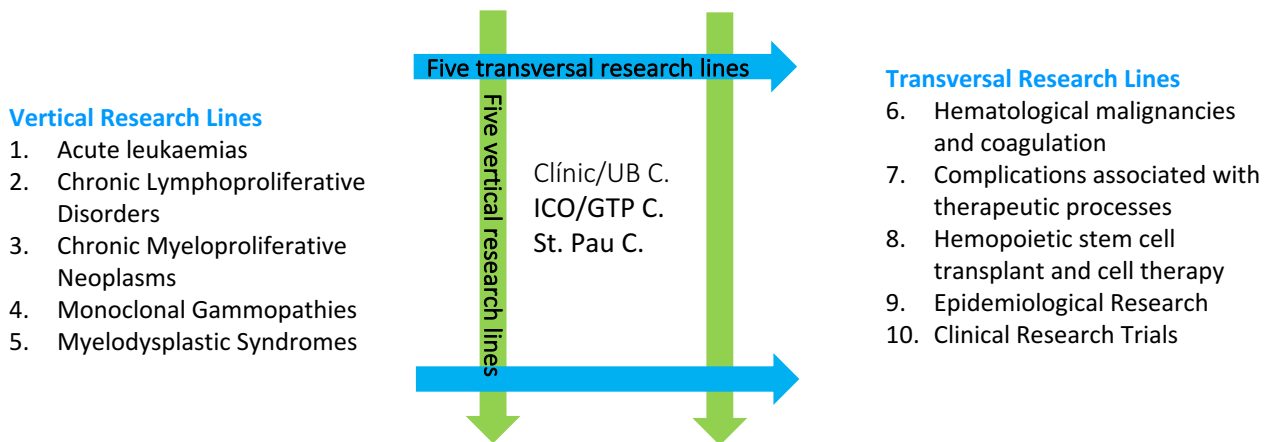 Vertical Research Lines
1. Acute leukaemias
2. Chronic Lymphoproliferative
Disorders
3. Chronic Myeloproliferative
Neoplasms
4. Monoclonal Gammopathies
5. Myelodysplastic Syndromes
Five transversal research lines
Five vertical research lines
Clínic/UB C.
ICO/GTP C.
St. Pau C.
Transversal Research Lines
6. Hematological malignancies
and coagulation
7. Complications associated with
therapeutic processes
8. Hemopoietic stem cell
transplant and cell therapy
9. Epidemiological Research
10. Clinical Research Trials